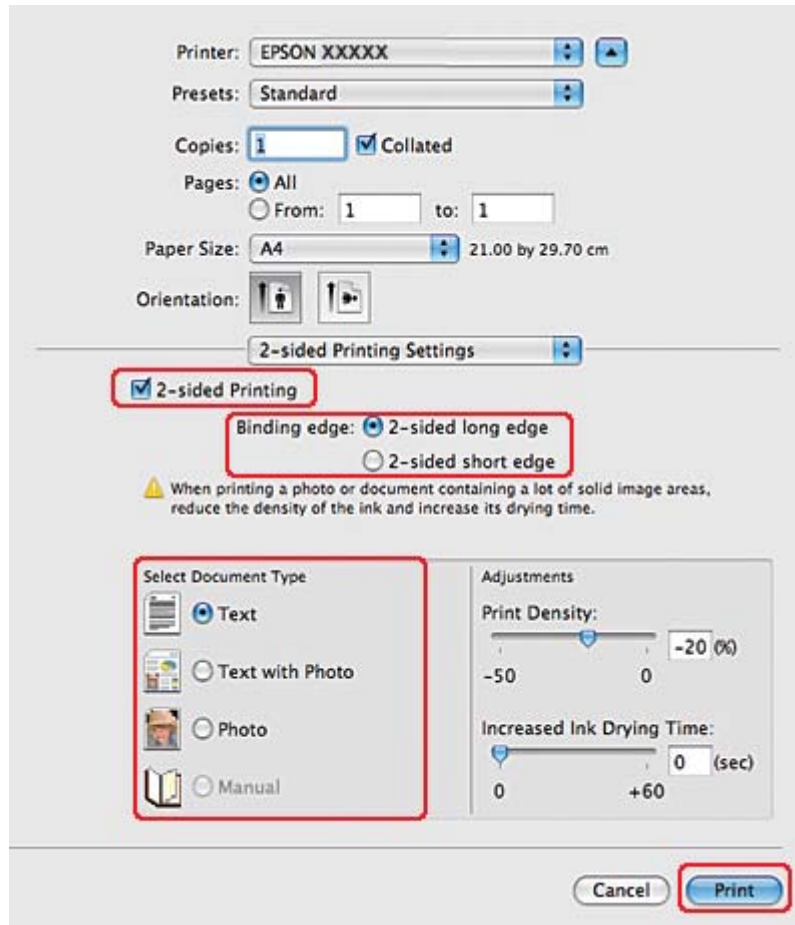 Printer: EPSON XXXXX
Presets: Standard
Copies: 1 Collated
Pages: All
From: 1 to: 1
Paper Size: A4 21.00 by 29.70 cm
Orientation:
2-sided Printing Settings
2-sided Printing
Binding edge: 2-sided long edge
2-sided short edge
When printing a photo or document containing a lot of solid image areas,
reduce the density of the ink and increase its drying time.
Select Document Type
Text
Text with Photo
Photo
Manual
Adjustments
Print Density:
-20 (%)
-50 0
Increased Ink Drying Time:
0 (sec)
0 +60
Cancel Print